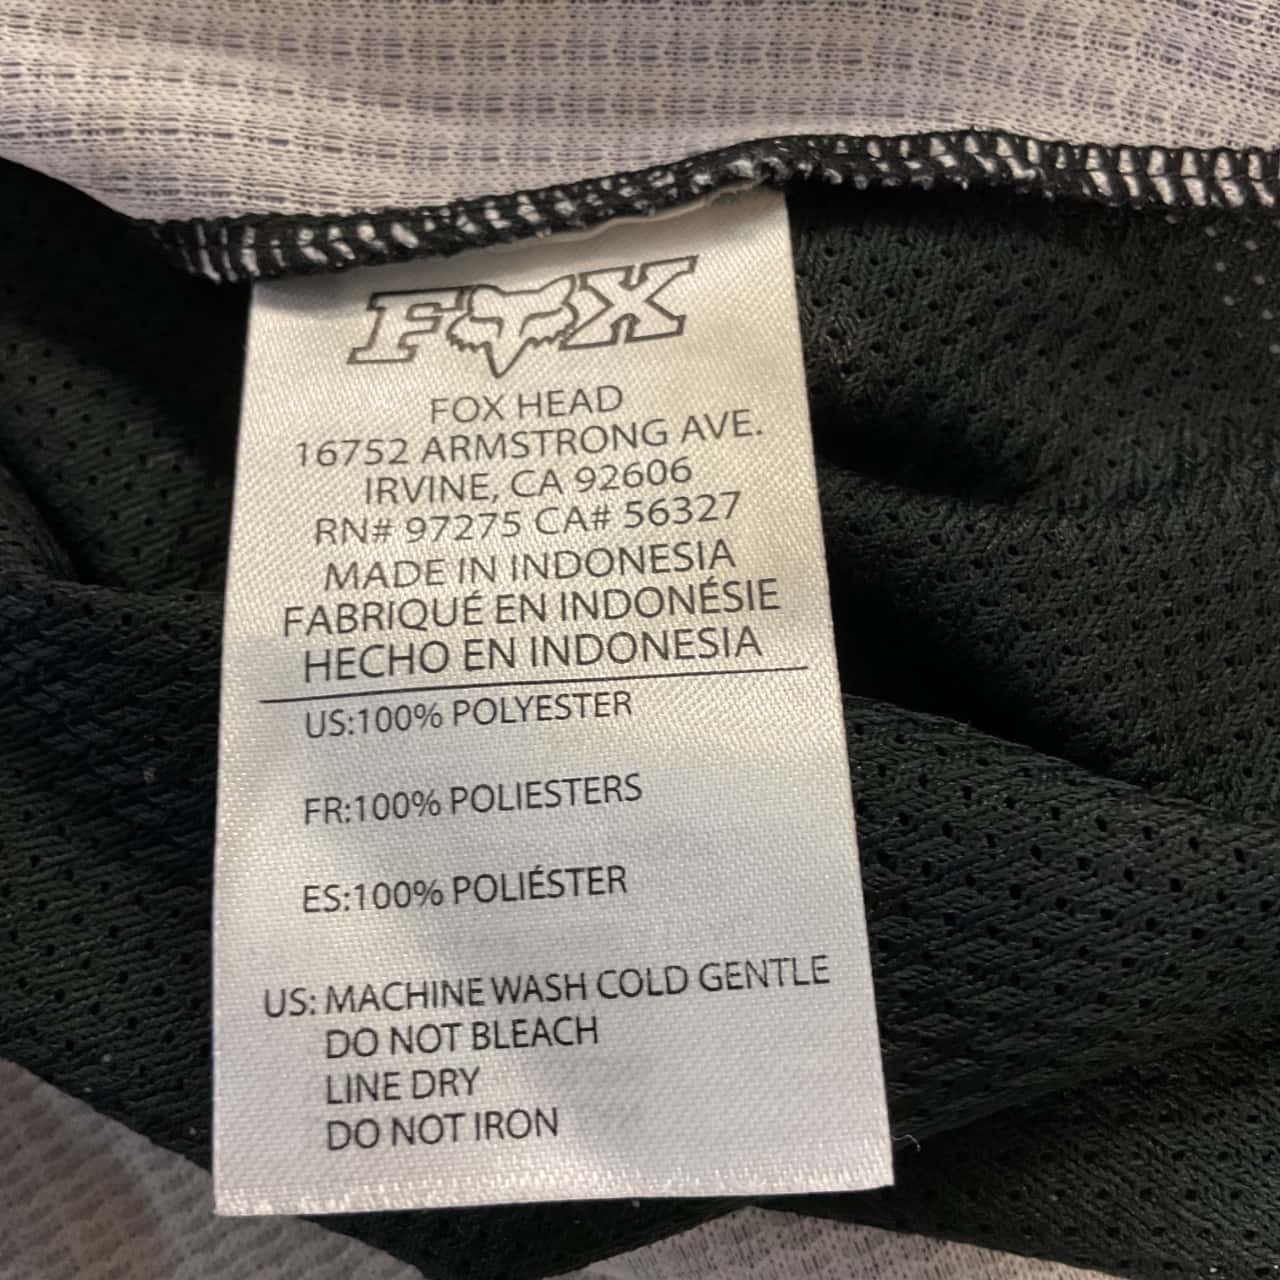 FOX
FOX HEAD
16752 ARMSTRONG AVE.
IRVINE, CA 92606
RN# 97275 CA# 56327
MADE IN INDONESIA
FABRIQUÉ EN INDONÉSIE
HECHO EN INDONESIA
US:100% POLYESTER
FR:100% POLIESTERS
ES:100% POLIÉSTER
US: MACHINE WASH COLD GENTLE
DO NOT BLEACH
LINE DRY
DO NOT IRON